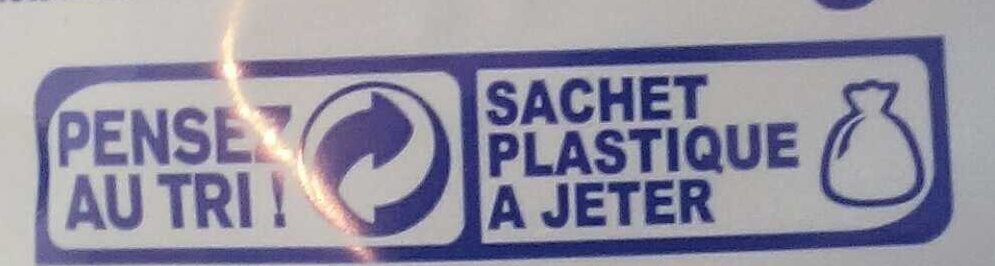 PENSEZ
AU TRI !
SACHET
PLASTIQUE
A JETER